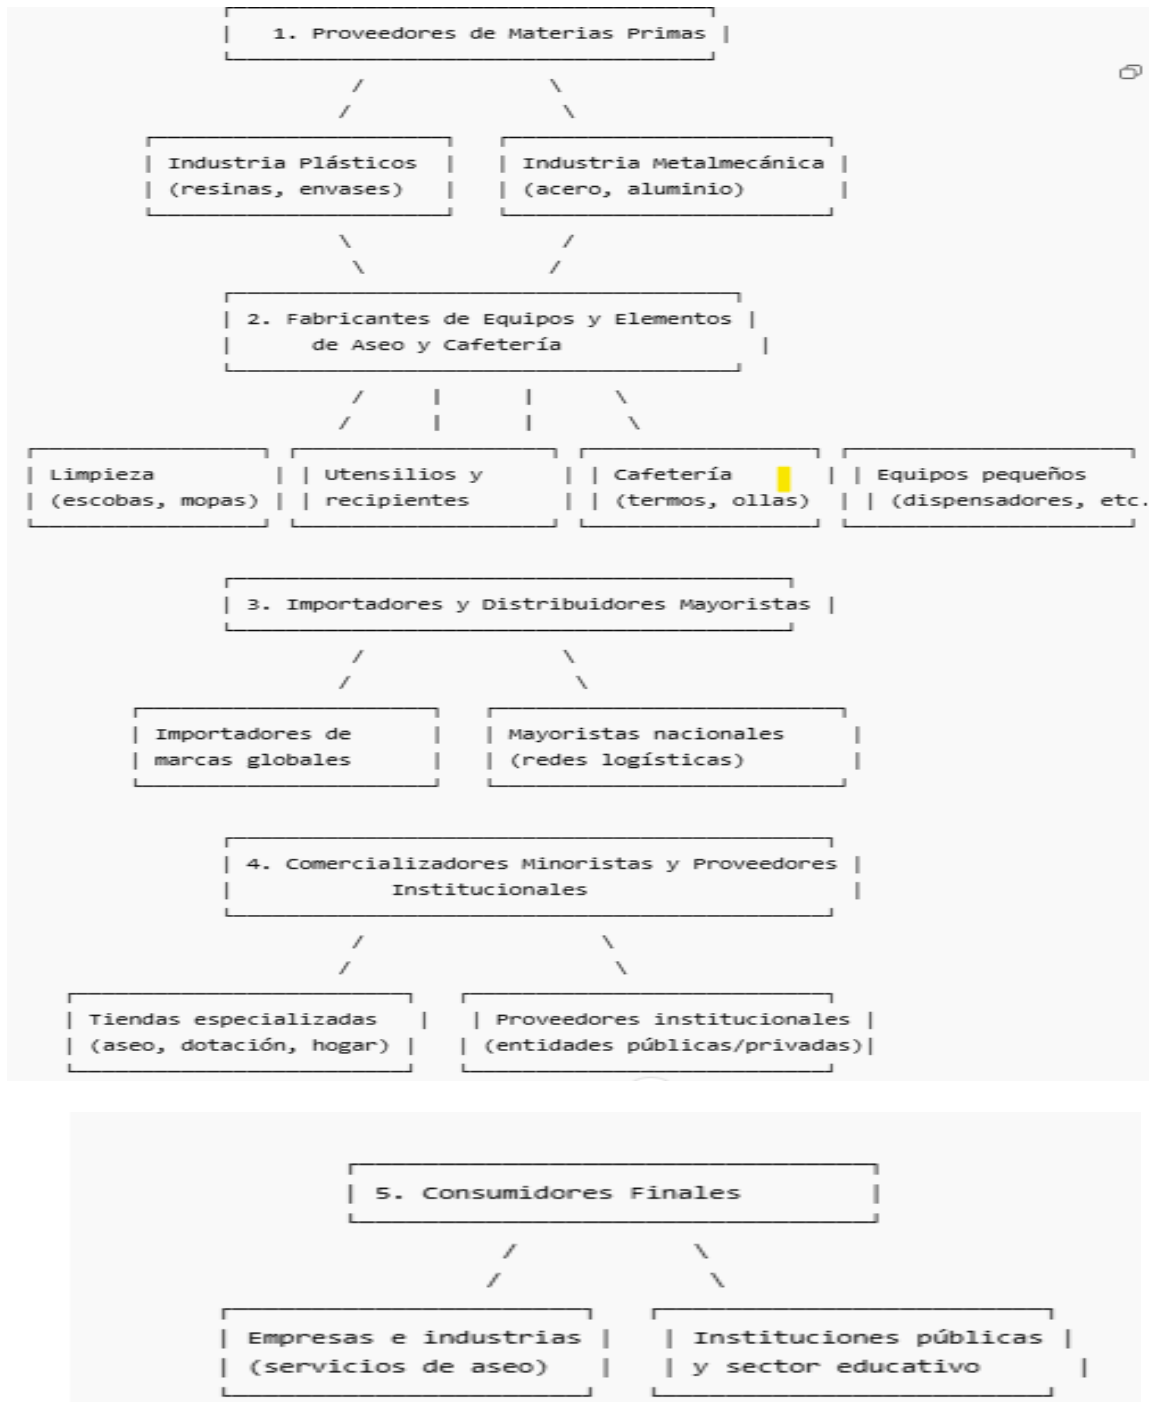 1. Proveedores de Materias Primas
Industria Plásticos
(resinas, envases)
Industria Metalmecánica
(acero, aluminio)
2. Fabricantes de Equipos y Elementos
de Aseo y Cafetería
Limpieza
(escobas, mopas)
Utensilios y
recipientes
Cafetería
(termos, ollas)
Equipos pequeños
(dispensadores, etc.
3. Importadores y Distribuidores Mayoristas
Importadores de
marcas globales
Mayoristas nacionales
(redes logísticas)
4. Comercializadores Minoristas y Proveedores
Institucionales
Tiendas especializadas
(aseo, dotación, hogar)
Proveedores institucionales
(entidades públicas/privadas)
5. Consumidores Finales
Empresas e industrias
(servicios de aseo)
Instituciones públicas
y sector educativo